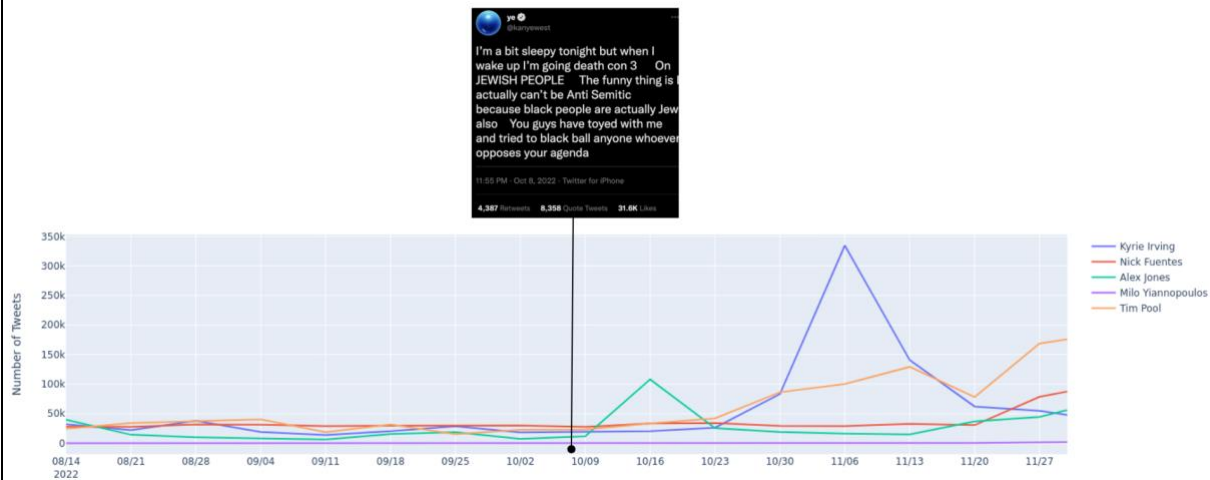 ye
@kanyewest
I'm a bit sleepy tonight but when I
wake up I'm going death con 3 On
JEWISH PEOPLE The funny thing is I
actually can't be Anti Semitic
because black people are actually Jew
also You guys have toyed with me
and tried to black ball anyone whoever
opposes your agenda
11:55 PM · Oct 8, 2022 · Twitter for iPhone
4,387 Retweets 8,358 Quote Tweets 31.6K Likes
Number of Tweets
350k
300k
250k
200k
150k
100k
50k
0
08/14 08/21 08/28 09/04 09/11 09/18 09/25 10/02 10/09 10/16 10/23 10/30 11/06 11/13 11/20 11/27
2022
Kyrie Irving
Nick Fuentes
Alex Jones
Milo Yiannopoulos
Tim Pool